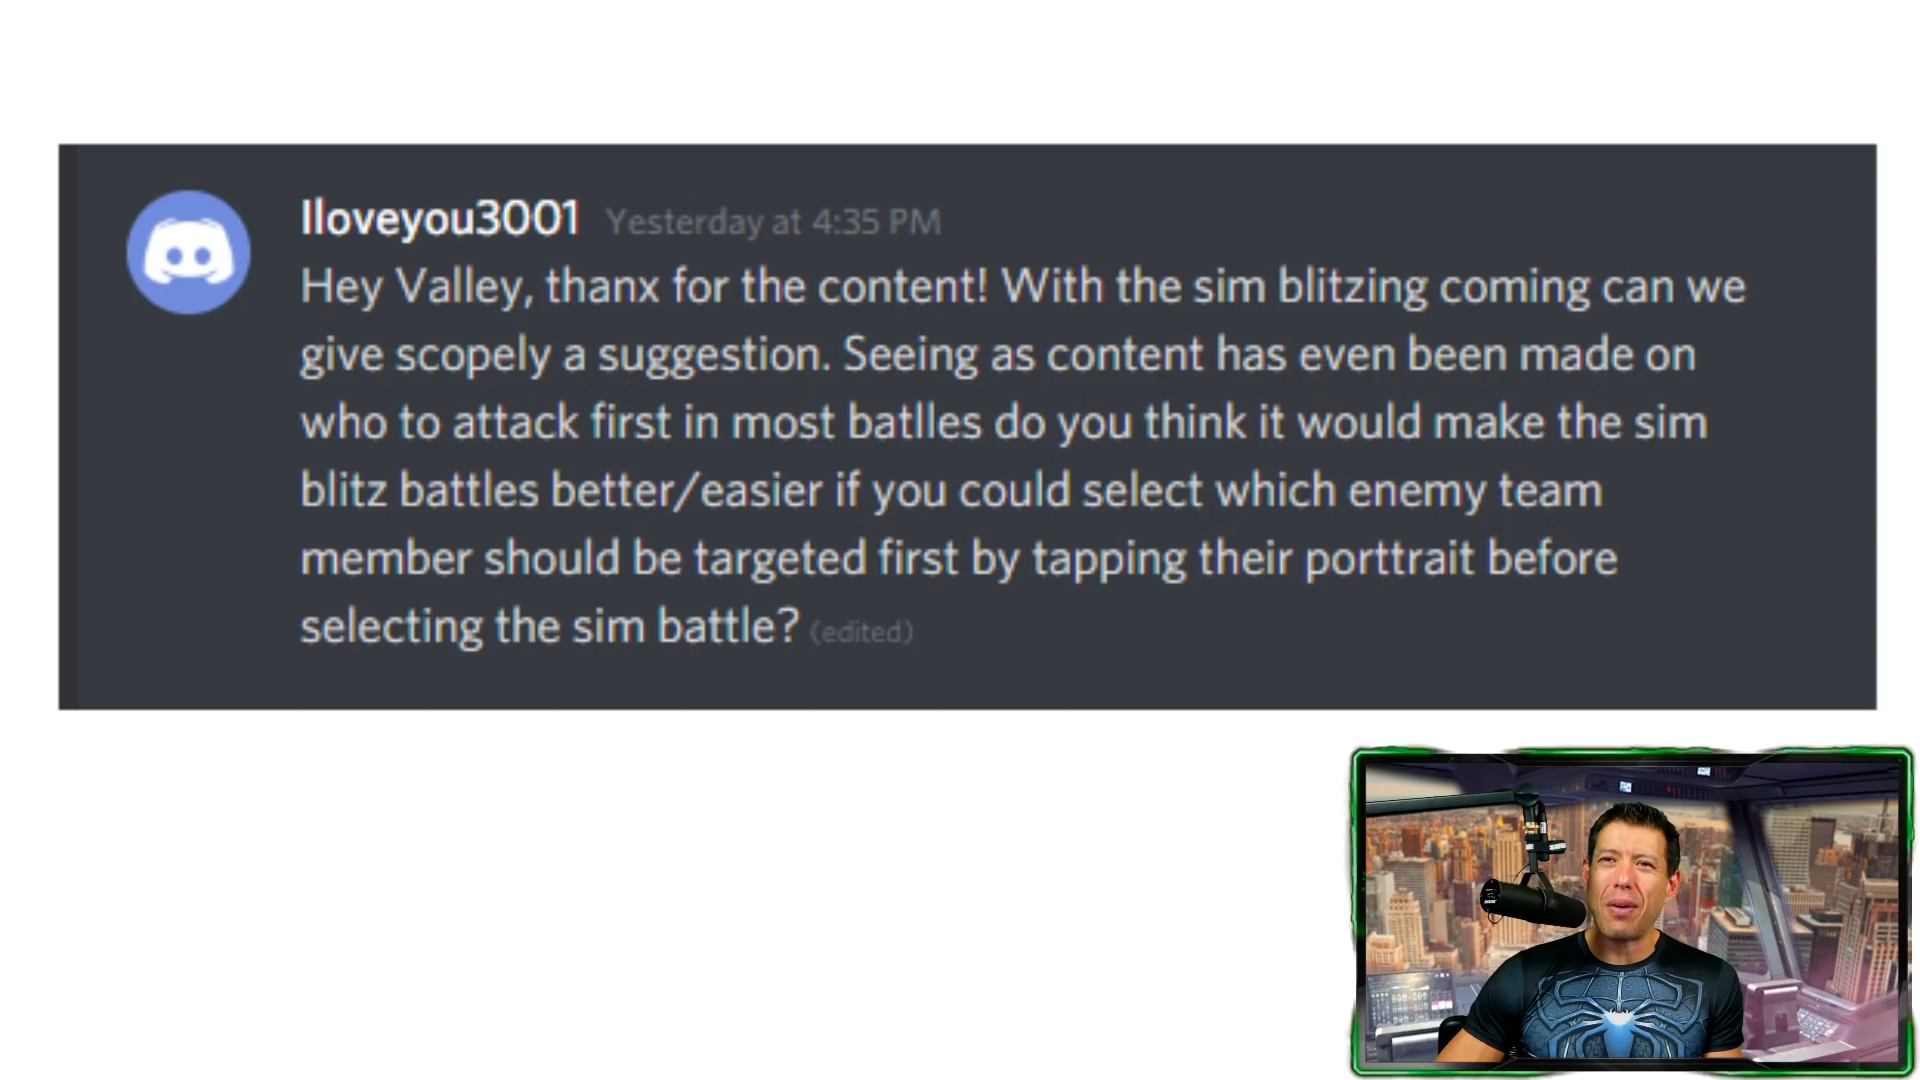 Iloveyou3001 Yesterday at 4:35 PM
Hey Valley, thanx for the content! With the sim blitzing coming can we
give scopely a suggestion. Seeing as content has even been made on
who to attack first in most batlles do you think it would make the sim
blitz battles better/easier if you could select which enemy team
member should be targeted first by tapping their porttrait before
selecting the sim battle? (edited)